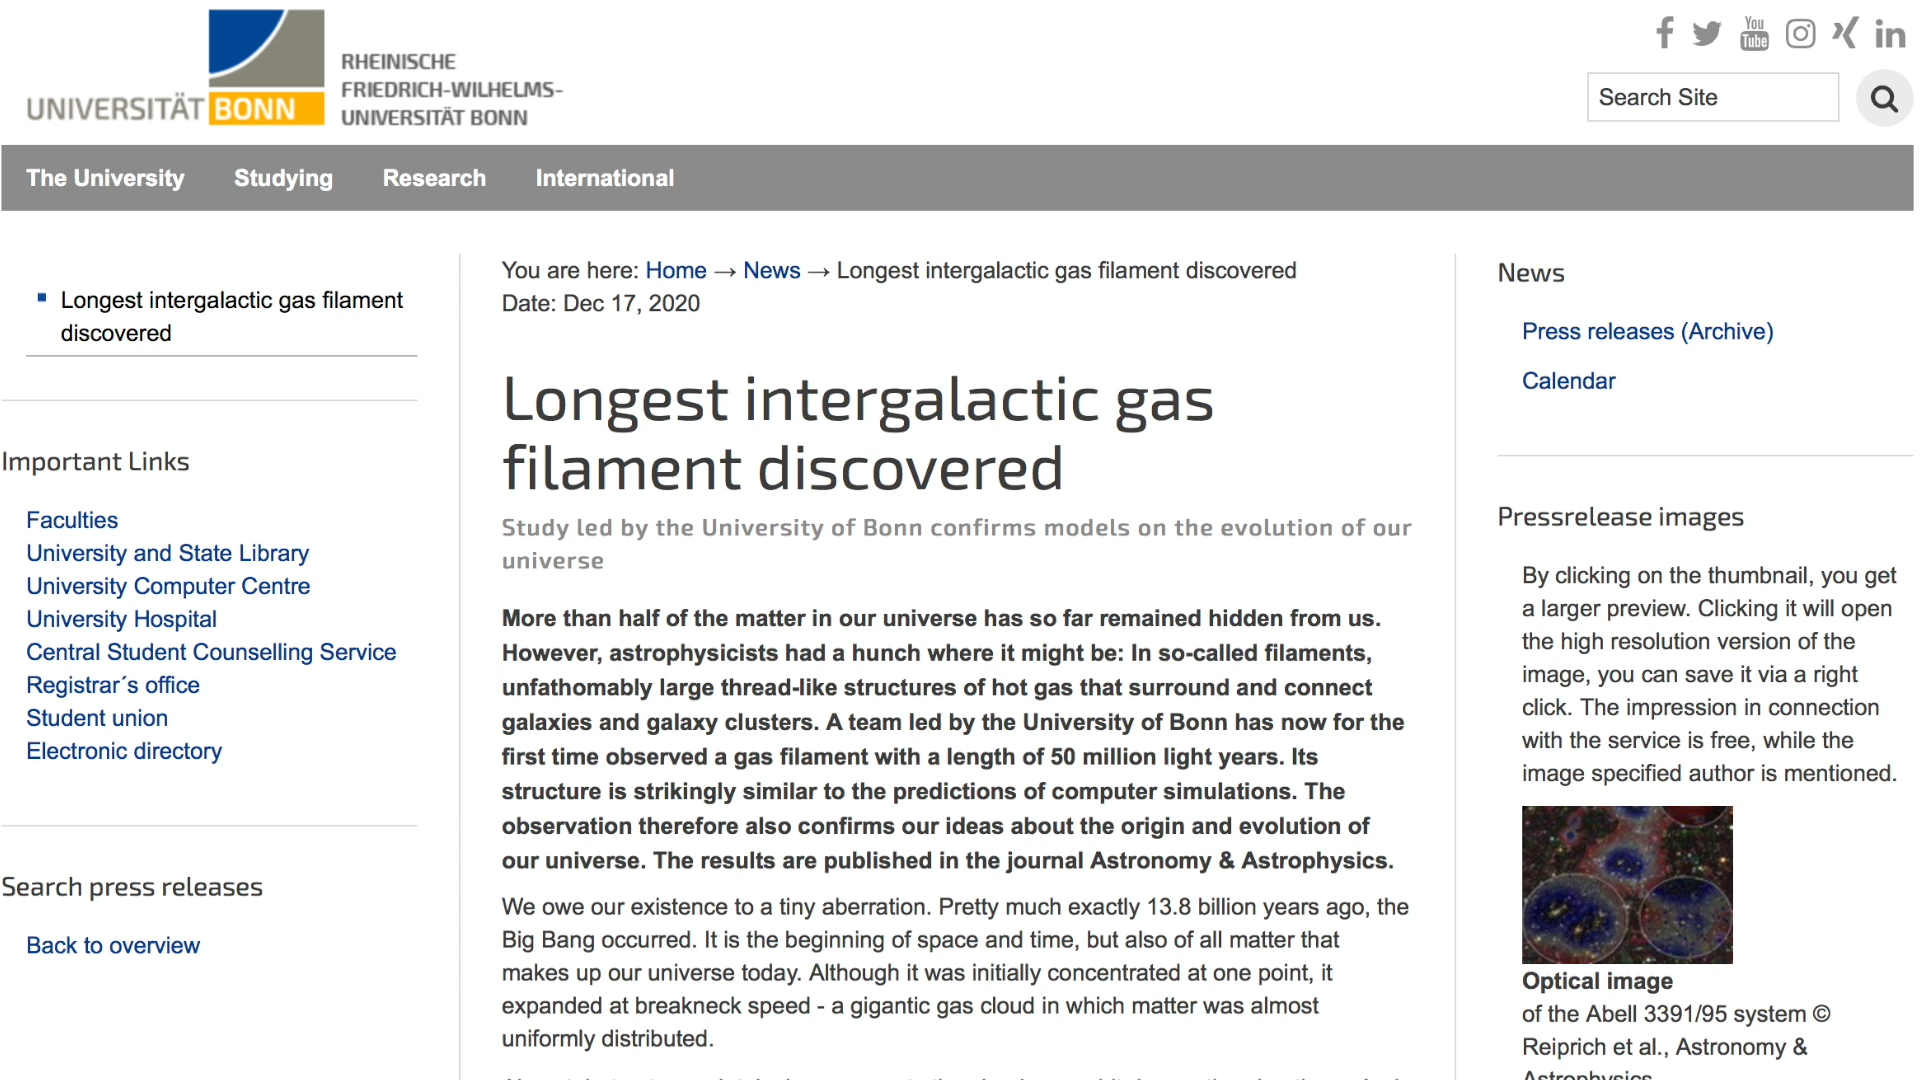 UNIVERSITÄT BONN
RHEINISCHE
FRIEDRICH-WILHELMS-
UNIVERSITÄT BONN
You
Tube
in
Search Site
The University Studying Research International
Longest intergalactic gas filament
discovered
Important Links
Faculties
University and State Library
University Computer Centre
University Hospital
Central Student Counselling Service
Registrar´s office
Student union
Electronic directory
Search press releases
Back to overview
You are here: Home → News → Longest intergalactic gas filament discovered
Date: Dec 17, 2020
Longest intergalactic gas
filament discovered
Study led by the University of Bonn confirms models on the evolution of our
universe
More than half of the matter in our universe has so far remained hidden from us.
However, astrophysicists had a hunch where it might be: In so-called filaments,
unfathomably large thread-like structures of hot gas that surround and connect
galaxies and galaxy clusters. A team led by the University of Bonn has now for the
first time observed a gas filament with a length of 50 million light years. Its
structure is strikingly similar to the predictions of computer simulations. The
observation therefore also confirms our ideas about the origin and evolution of
our universe. The results are published in the journal Astronomy & Astrophysics.
We owe our existence to a tiny aberration. Pretty much exactly 13.8 billion years ago, the
Big Bang occurred. It is the beginning of space and time, but also of all matter that
makes up our universe today. Although it was initially concentrated at one point, it
expanded at breakneck speed - a gigantic gas cloud in which matter was almost
uniformly distributed.
News
Press releases (Archive)
Calendar
Pressrelease images
By clicking on the thumbnail, you get
a larger preview. Clicking it will open
the high resolution version of the
image, you can save it via a right
click. The impression in connection
with the service is free, while the
image specified author is mentioned.
Optical image
of the Abell 3391/95 system ©
Reiprich et al., Astronomy &
Astrophysics